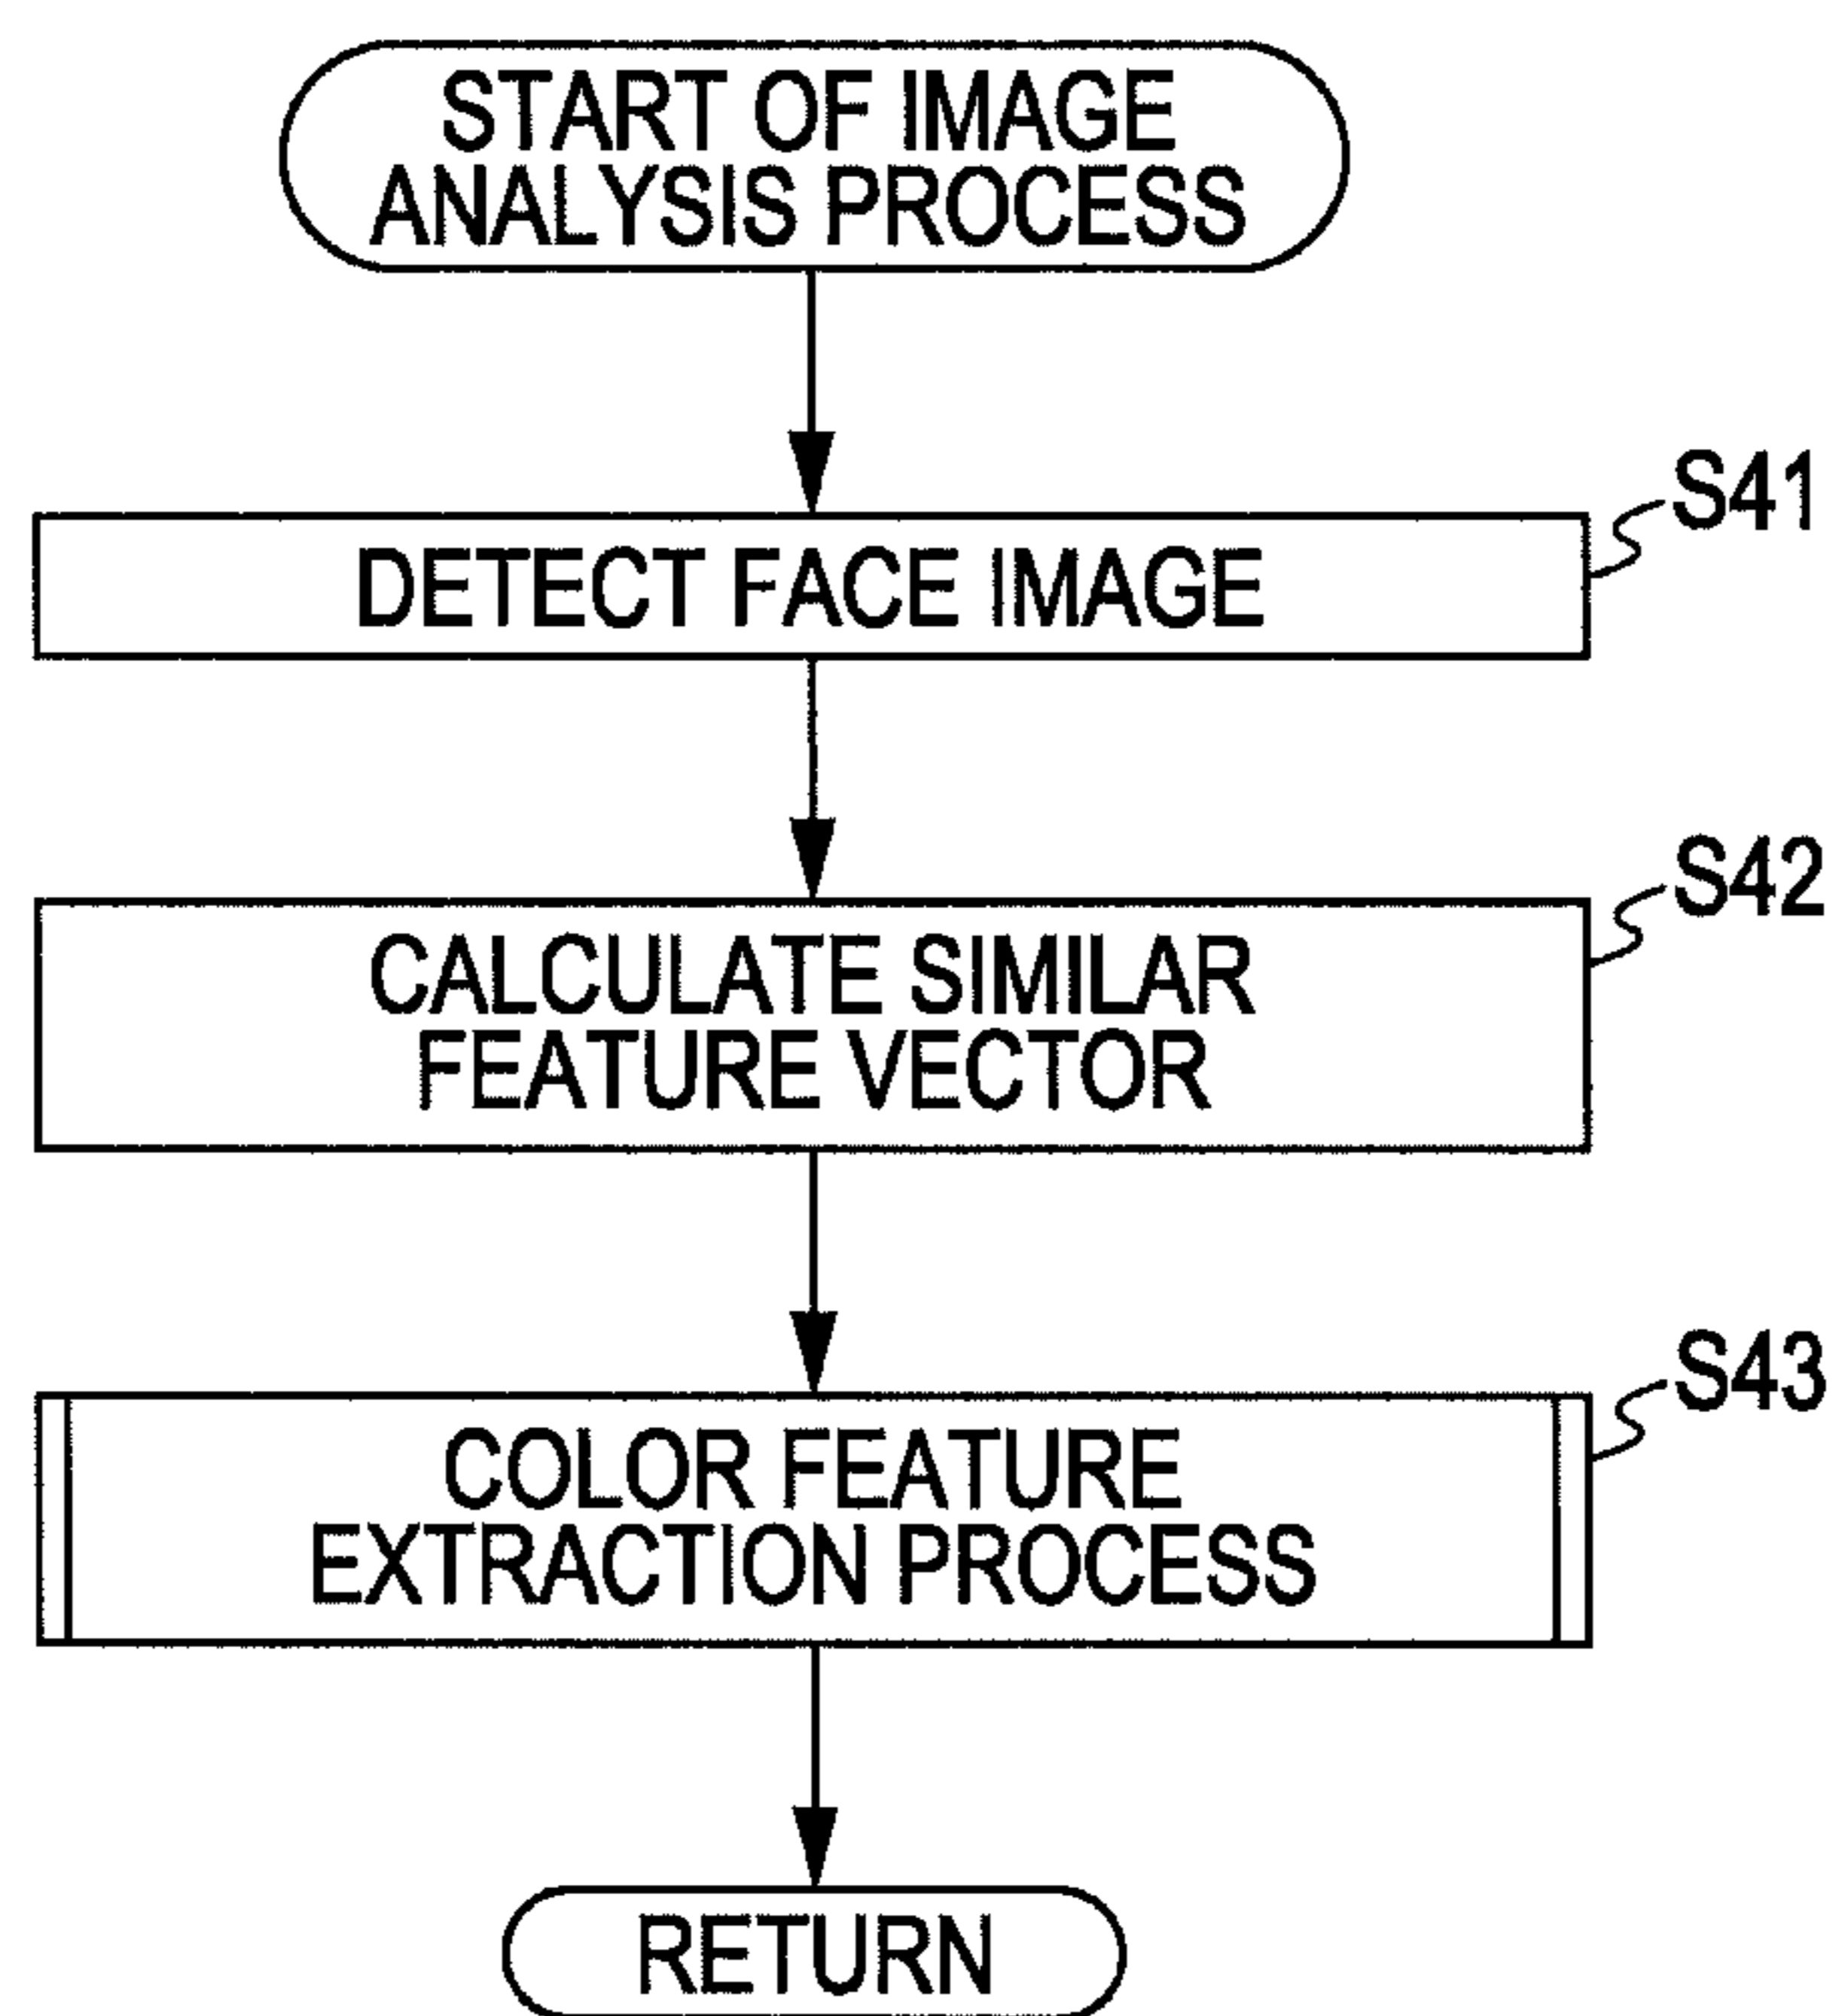 START OF IMAGE
ANALYSIS PROCESS
S41
DETECT FACE IMAGE
S42
CALCULATE SIMILAR
FEATURE VECTOR
S43
COLOR FEATURE
EXTRACTION PROCESS
RETURN